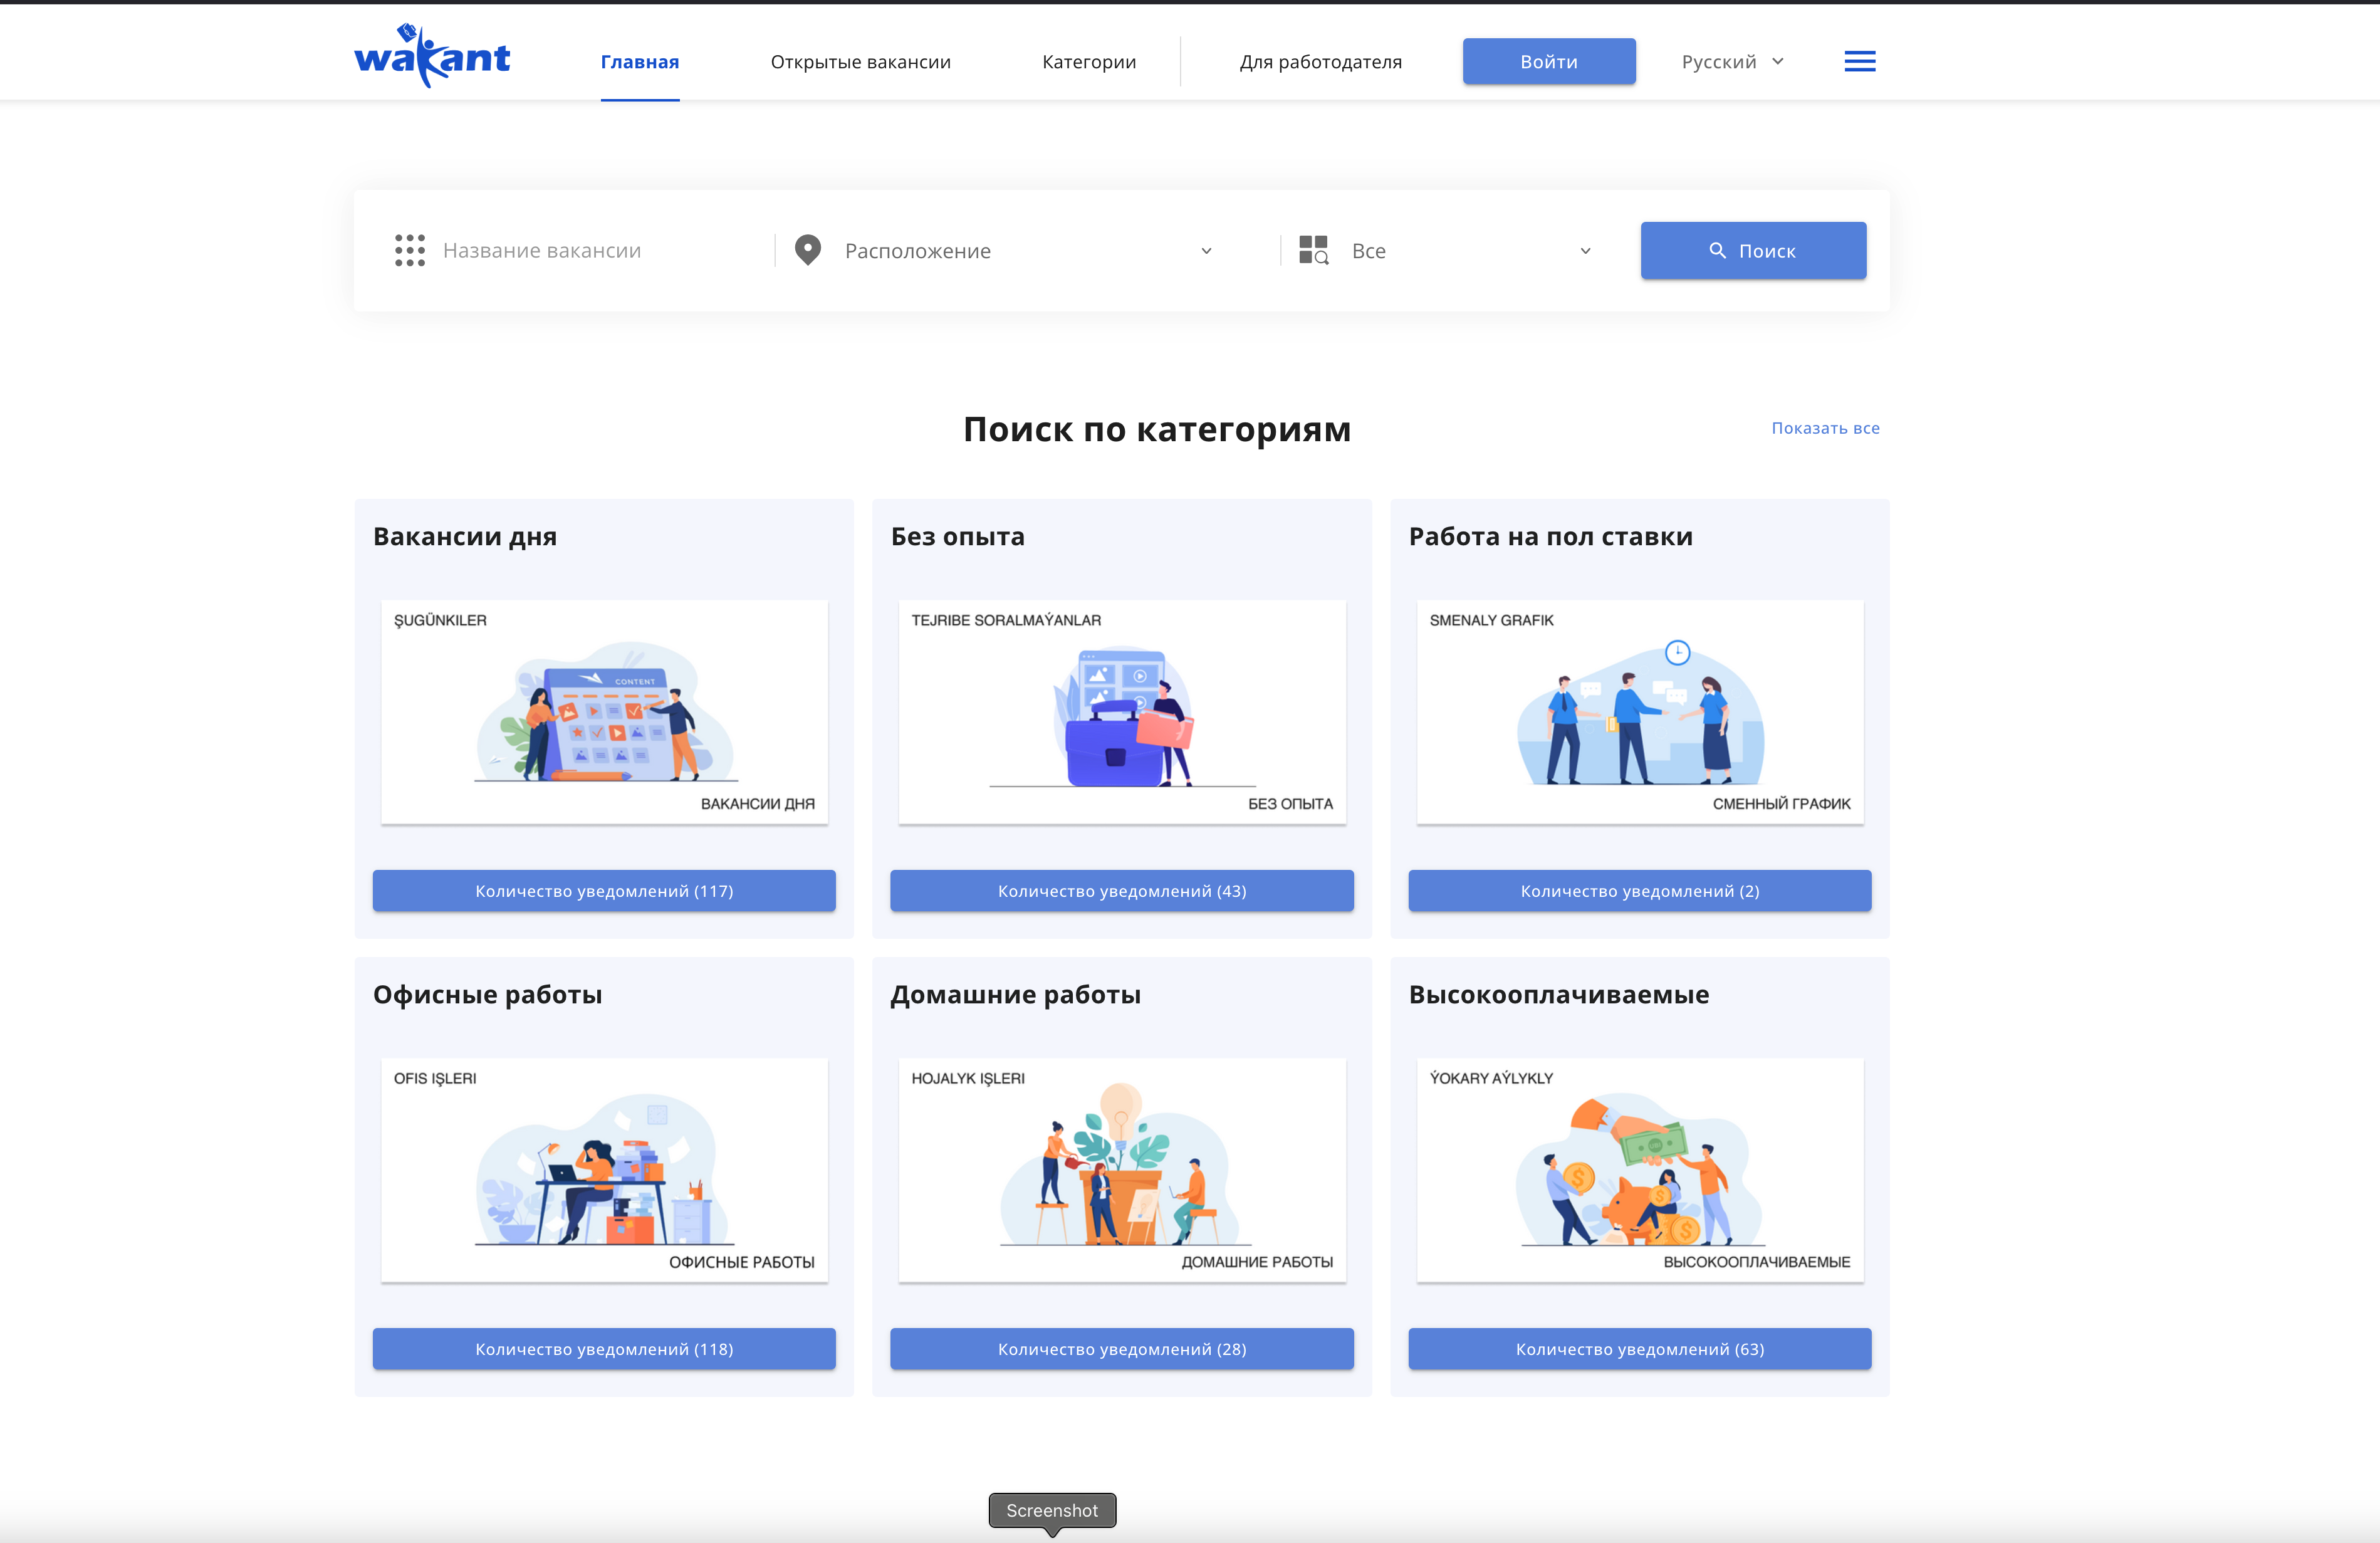 wakant
Главная
Открытые вакансии
Категории
Для работодателя
Войти
Русский
Название вакансии
Расположение
Все
Поиск
Поиск по категориям
Показать все
Вакансии дня
ŞUGÜNKILER
CONTENT
ВАКАНСИИ ДНЯ
Количество уведомлений (117)
Без опыта
TEJRIBE SORALMAÝANLAR
БЕЗ ОПЫТА
Количество уведомлений (43)
Работа на пол ставки
SMENALY GRAFIK
СМЕННЫЙ ГРАФИК
Количество уведомлений (2)
Офисные работы
OFIS IŞLERI
ОФИСНЫЕ РАБОТЫ
Количество уведомлений (118)
Домашние работы
HOJALYK IŞLERI
ДОМАШНИЕ РАБОТЫ
Количество уведомлений (28)
Высокооплачиваемые
ÝOKARY AÝLYKLY
ВЫСОКООПЛАЧИВАЕМЫЕ
Количество уведомлений (63)
Screenshot